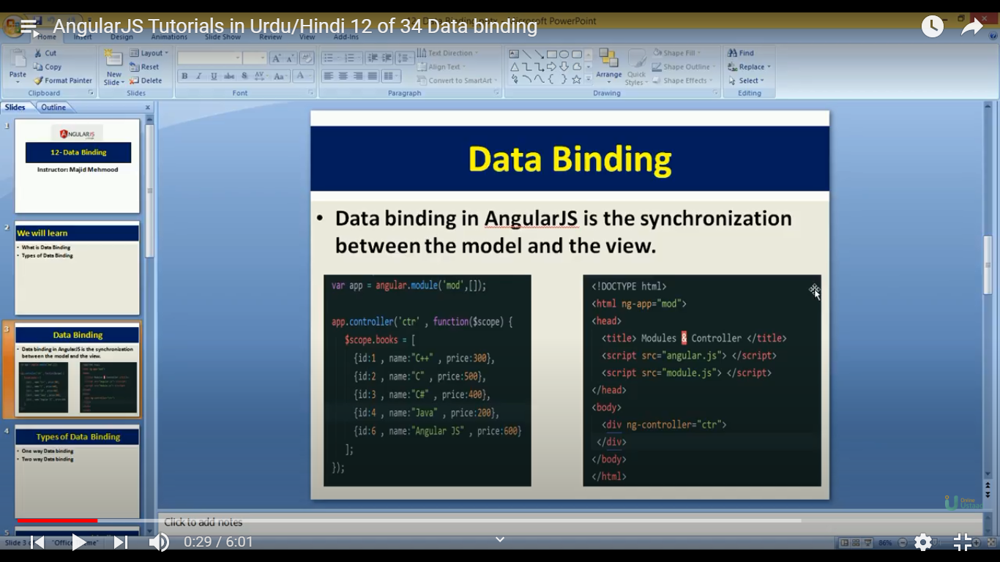 AngularJS Tutorials in Urdu/Hindi 12 of 34 Data binding
Microsoft PowerPoint
Home Insert Design Animations Slide Show Review View Add-Ins
Paste
Cut
Copy
Format Painter
Clipboard
New Slide
Layout
Reset
Delete
Slides
B I U abc S AV Aa A
Font
Text Direction
Align Text
Convert to SmartArt
Paragraph
Arrange
Quick Styles
Shape Fill
Shape Outline
Shape Effects
Drawing
Find
Replace
Select
Editing
Slides Outline
1
ANGULARJS
12- Data Binding
Instructor: Majid Mehmood
2
We will learn
• What is Data Binding
• Types of Data Binding
3
Data Binding
Data binding in AngularJS is the synchronization
between the model and the view.
4
Types of Data Binding
• One way Data binding
• Two way Data binding
5
Data Binding
• Data binding in AngularJS is the synchronization
between the model and the view.
var app = angular.module('mod',[]);
app.controller('ctr' , function($scope) {
$scope.books = [
{id:1 , name:"C++" , price:300},
{id:2 , name:"C" , price:500},
{id:3 , name:"C#" , price:400},
{id:4 , name:"Java" , price:200},
{id:6 , name:"Angular JS" , price:600}
];
});
<!DOCTYPE html>
<html ng-app="mod">
<head>
<title> Modules & Controller </title>
<script src="angular.js"> </script>
<script src="module.js"> </script>
</head>
<body>
<div ng-controller="ctr">
</div>
</body>
</html>
Online
Ustaad
Click to add notes
0:29 / 6:01
Slide 3
86%